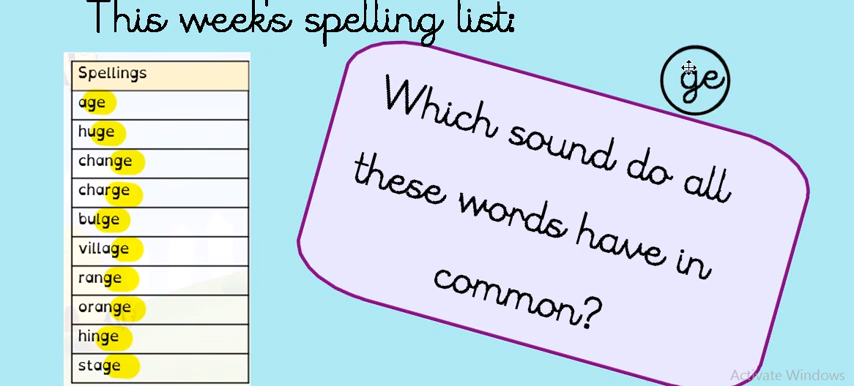 This week's spelling list:
Spellings
age
huge
change
charge
bulge
village
range
orange
hinge
stage
ge
Which sound do all
these words have in
common?
Activate Windows